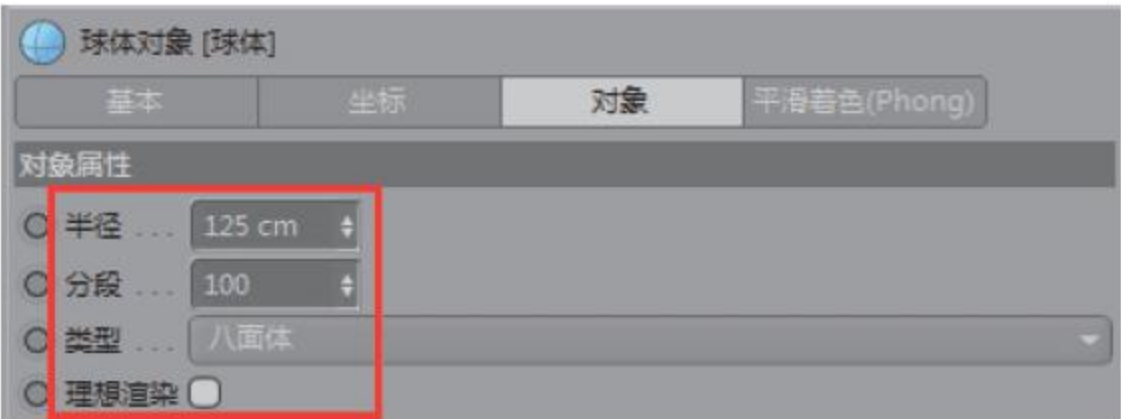 球体对象 [球体]
基本 坐标 对象 平滑着色(Phong)
对象属性
半径 . . . 125 cm
分段 . . . 100
类型 . . . 八面体
理想渲染